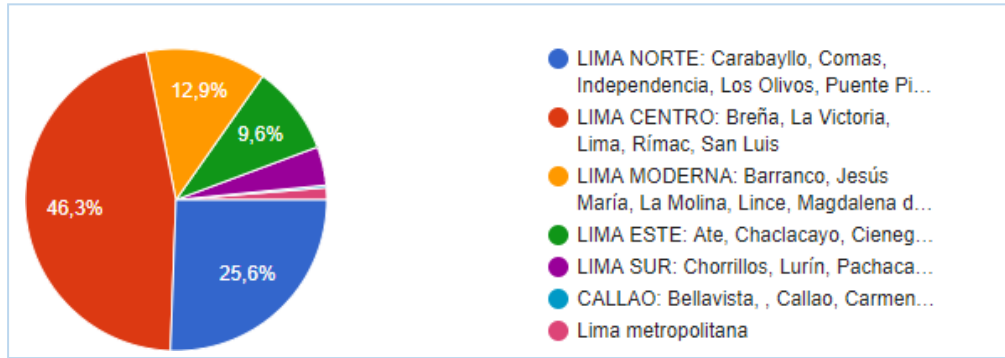 12,9%
9,6%
46,3%
25,6%
LIMA NORTE: Carabayllo, Comas,
Independencia, Los Olivos, Puente Pi...
LIMA CENTRO: Breña, La Victoria,
Lima, Rímac, San Luis
LIMA MODERNA: Barranco, Jesús
María, La Molina, Lince, Magdalena d...
LIMA ESTE: Ate, Chaclacayo, Cieneg...
LIMA SUR: Chorrillos, Lurín, Pachaca...
CALLAO: Bellavista, , Callao, Carmen...
Lima metropolitana